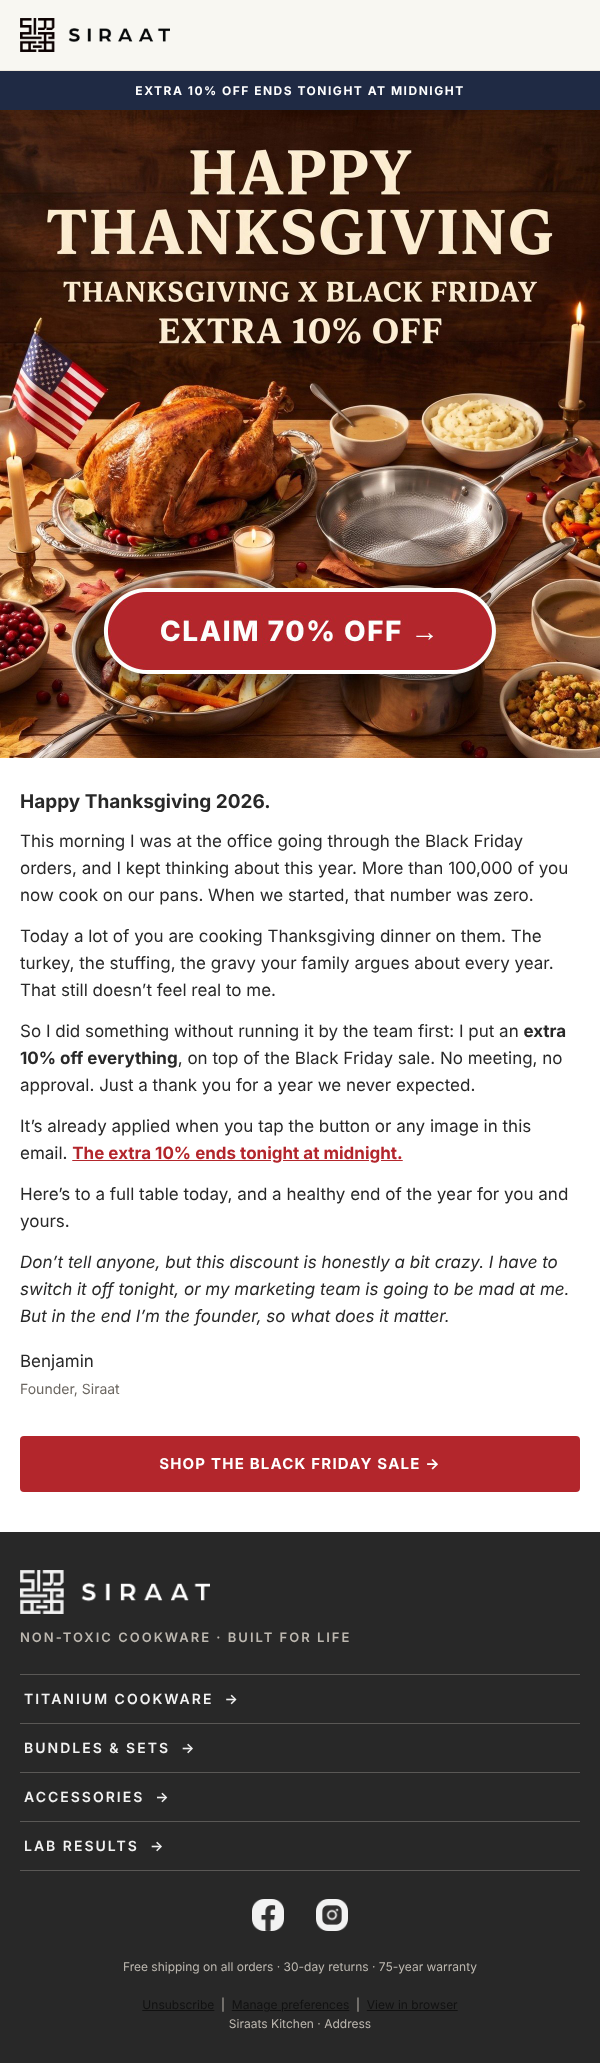 SIRAAT
EXTRA 10% OFF ENDS TONIGHT AT MIDNIGHT
HAPPY
THANKSGIVING
THANKSGIVING X BLACK FRIDAY
EXTRA 10% OFF
CLAIM 70% OFF →
Happy Thanksgiving 2026.
This morning I was at the office going through the Black Friday
orders, and I kept thinking about this year. More than 100,000 of you
now cook on our pans. When we started, that number was zero.
Today a lot of you are cooking Thanksgiving dinner on them. The
turkey, the stuffing, the gravy your family argues about every year.
That still doesn’t feel real to me.
So I did something without running it by the team first: I put an extra
10% off everything, on top of the Black Friday sale. No meeting, no
approval. Just a thank you for a year we never expected.
It’s already applied when you tap the button or any image in this
email. The extra 10% ends tonight at midnight.
Here’s to a full table today, and a healthy end of the year for you and
yours.
Don’t tell anyone, but this discount is honestly a bit crazy. I have to
switch it off tonight, or my marketing team is going to be mad at me.
But in the end I’m the founder, so what does it matter.
Benjamin
Founder, Siraat
SHOP THE BLACK FRIDAY SALE →
SIRAAT
NON-TOXIC COOKWARE · BUILT FOR LIFE
TITANIUM COOKWARE →
BUNDLES & SETS →
ACCESSORIES →
LAB RESULTS →
Free shipping on all orders · 30-day returns · 75-year warranty
Unsubscribe | Manage preferences | View in browser
Siraats Kitchen · Address